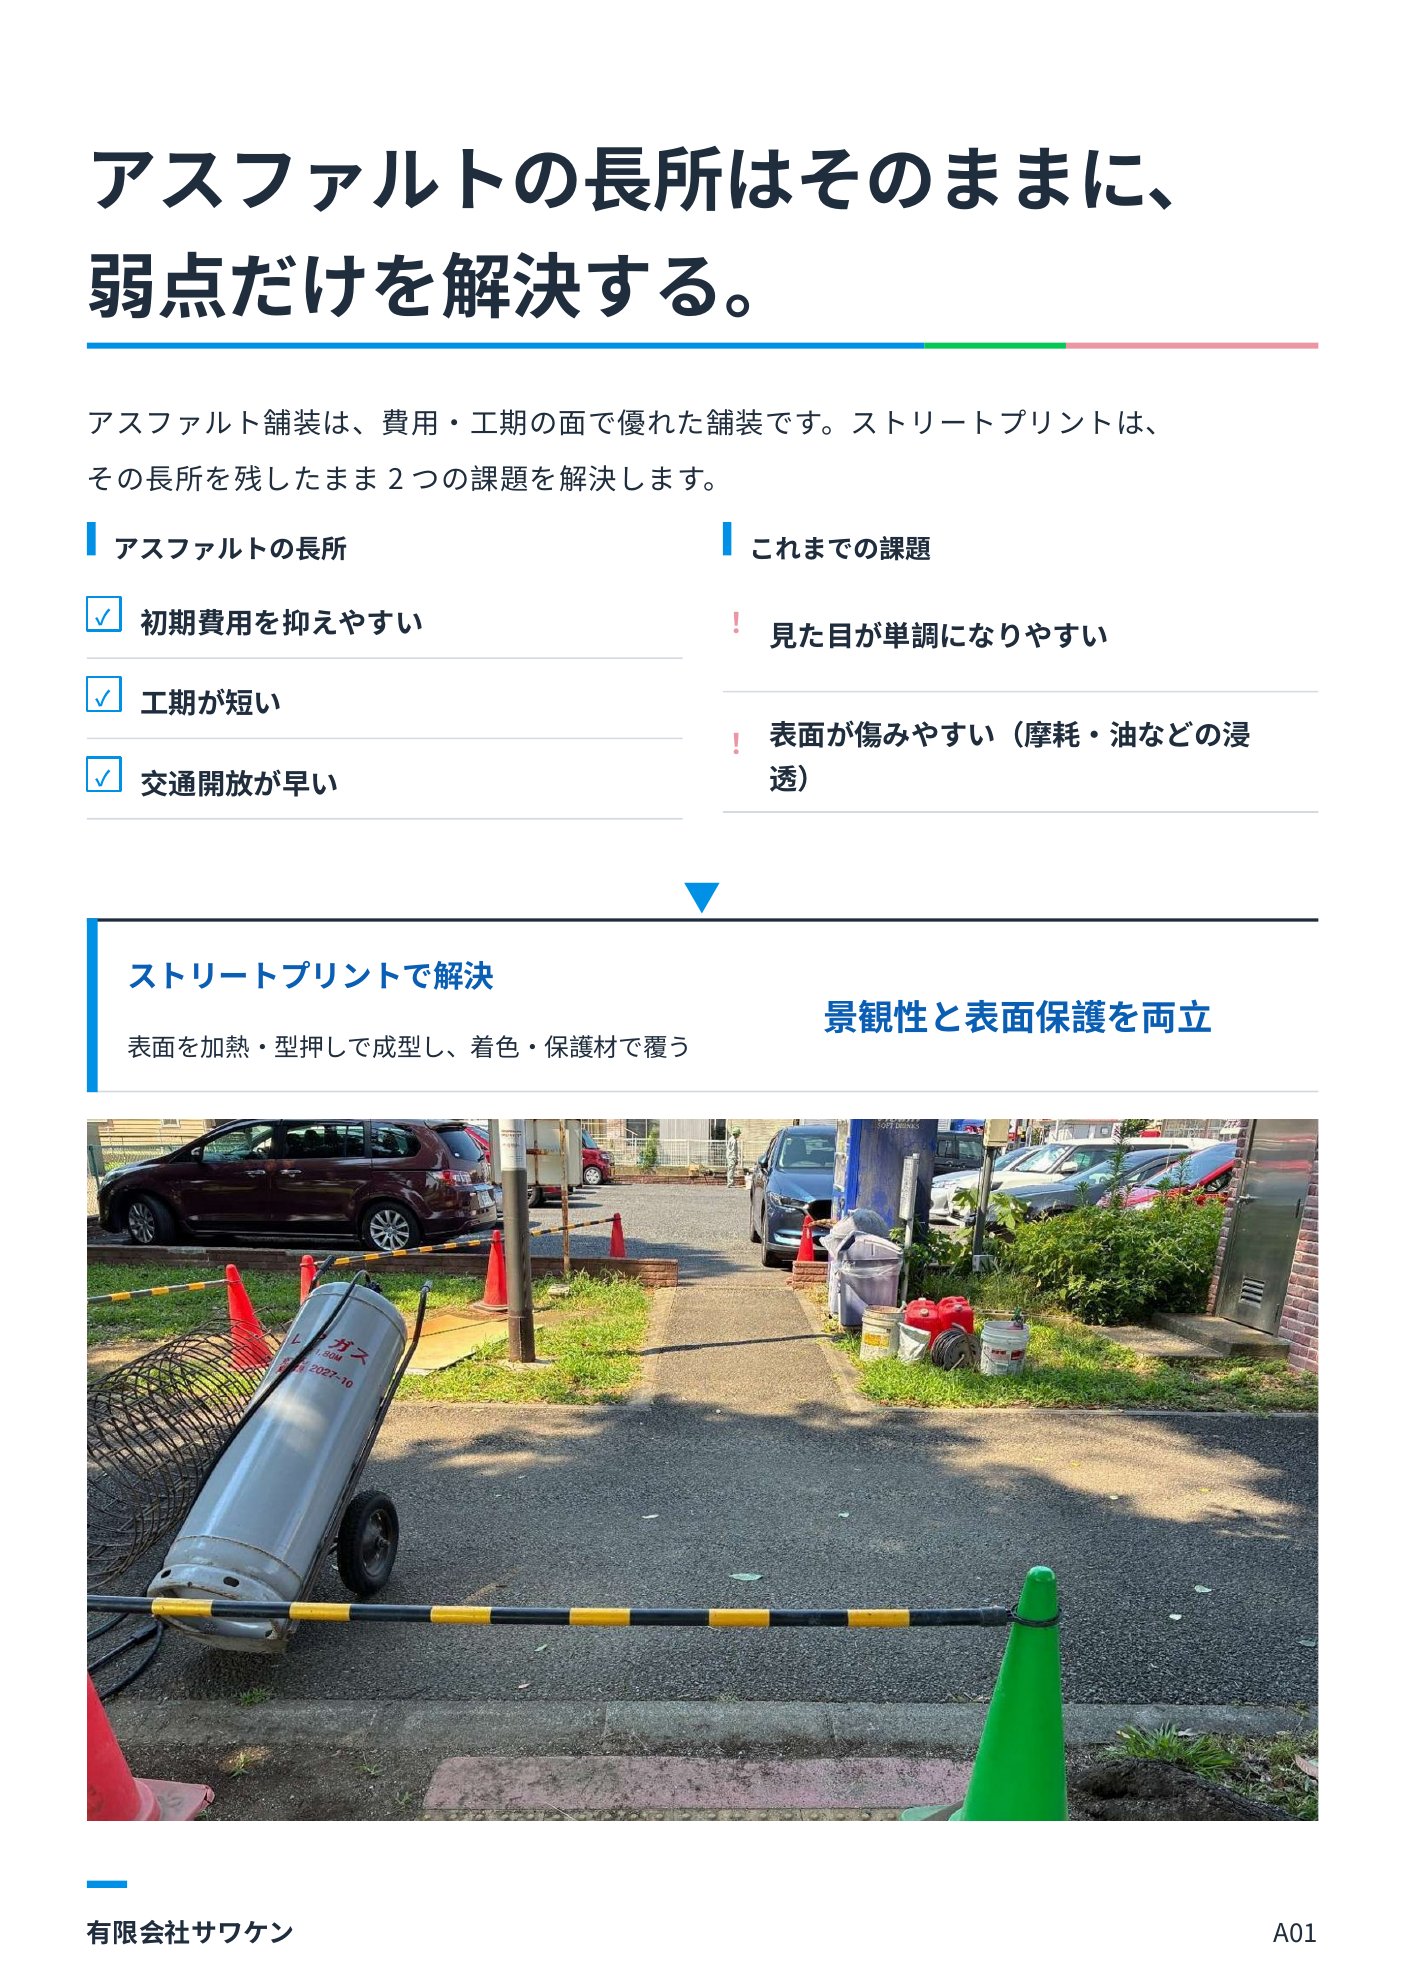 アスファルトの長所はそのままに、
弱点だけを解決する。
アスファルト舗装は、費用・工期の面で優れた舗装です。ストリートプリントは、
その長所を残したまま2つの課題を解決します。
アスファルトの長所
✓ 初期費用を抑えやすい
✓ 工期が短い
✓ 交通開放が早い
これまでの課題
! 見た目が単調になりやすい
! 表面が傷みやすい（摩耗・油などの浸
透）
ストリートプリントで解決
表面を加熱・型押しで成型し、着色・保護材で覆う
景観性と表面保護を両立
SOFT DRINKS
ガス
2027-10
有限会社サワケン
A01